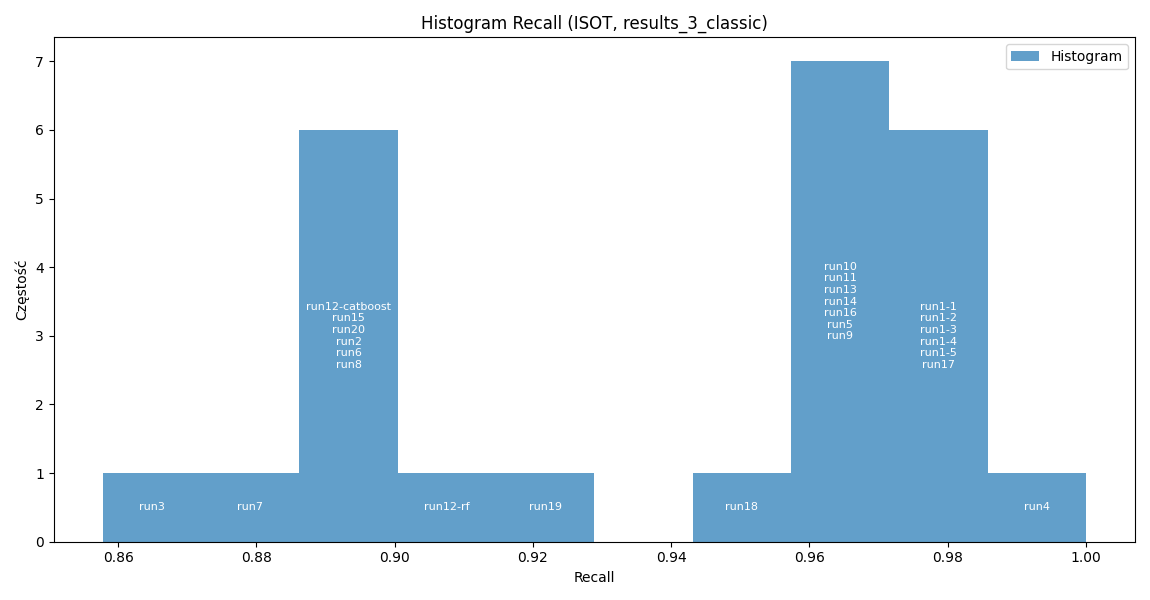 Histogram Recall (ISOT, results_3_classic)
Histogram
Częstość
7
6
5
4
3
2
1
0
run3
run7
run12-catboost
run15
run20
run2
run6
run8
run12-rf
run19
run18
run10
run11
run13
run14
run16
run5
run9
run1-1
run1-2
run1-3
run1-4
run1-5
run17
run4
0.86 0.88 0.90 0.92 0.94 0.96 0.98 1.00
Recall